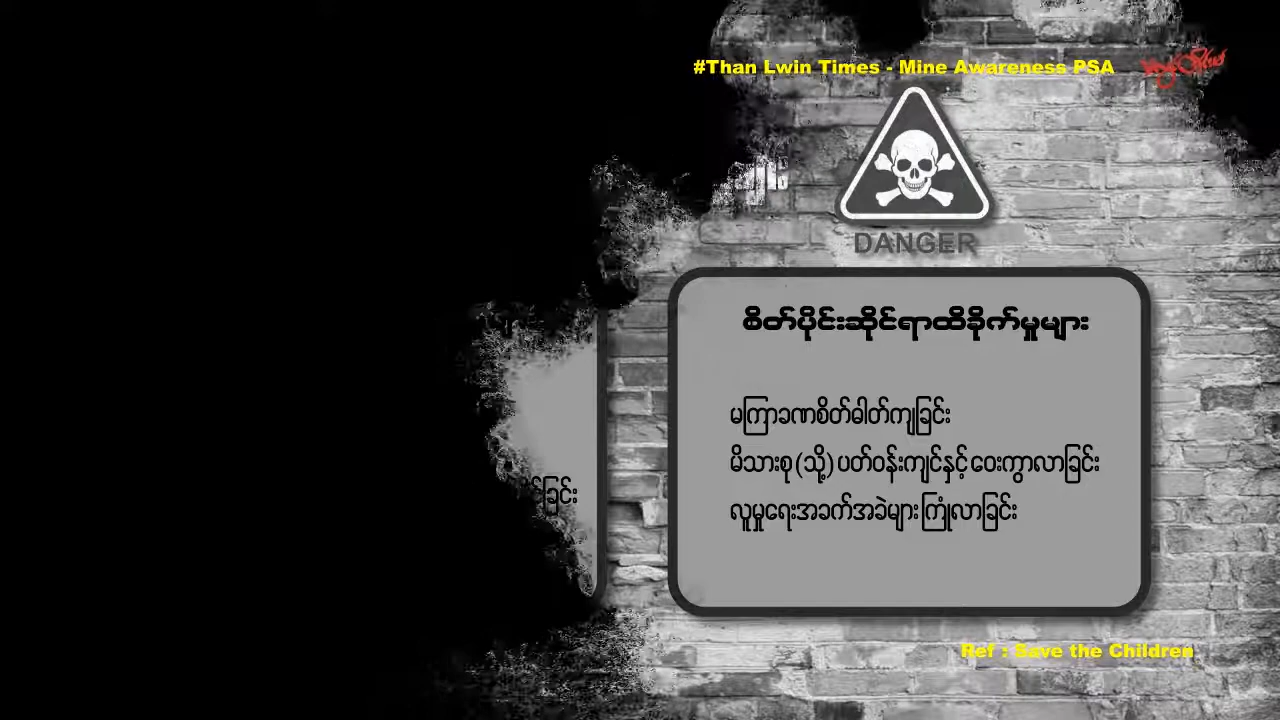 #Than Lwin Times - Mine Awareness PSA
DANGER
စိတ်ပိုင်းဆိုင်ရာထိခိုက်မှုများ
မကြာခဏစိတ်ဓါတ်ကျခြင်း
မိသားစု (သို့) ပတ်ဝန်းကျင်နှင့် ဝေးကွာလာခြင်း
လူမှုရေးအခက်အခဲများ ကြုံလာခြင်း
Ref : Save the Children